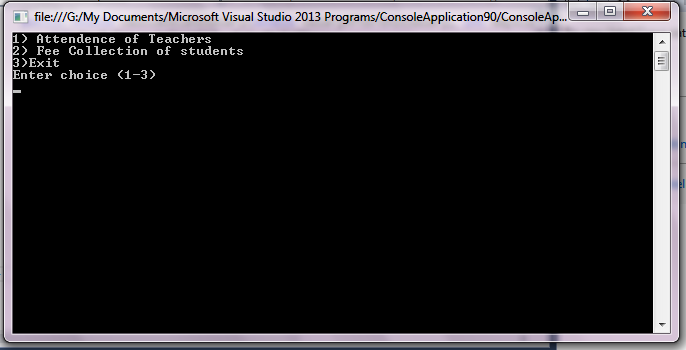 file:///G:/My Documents/Microsoft Visual Studio 2013 Programs/ConsoleApplication90/ConsoleAp...
1) Attendence of Teachers
2) Fee Collection of students
3)Exit
Enter choice (1-3)